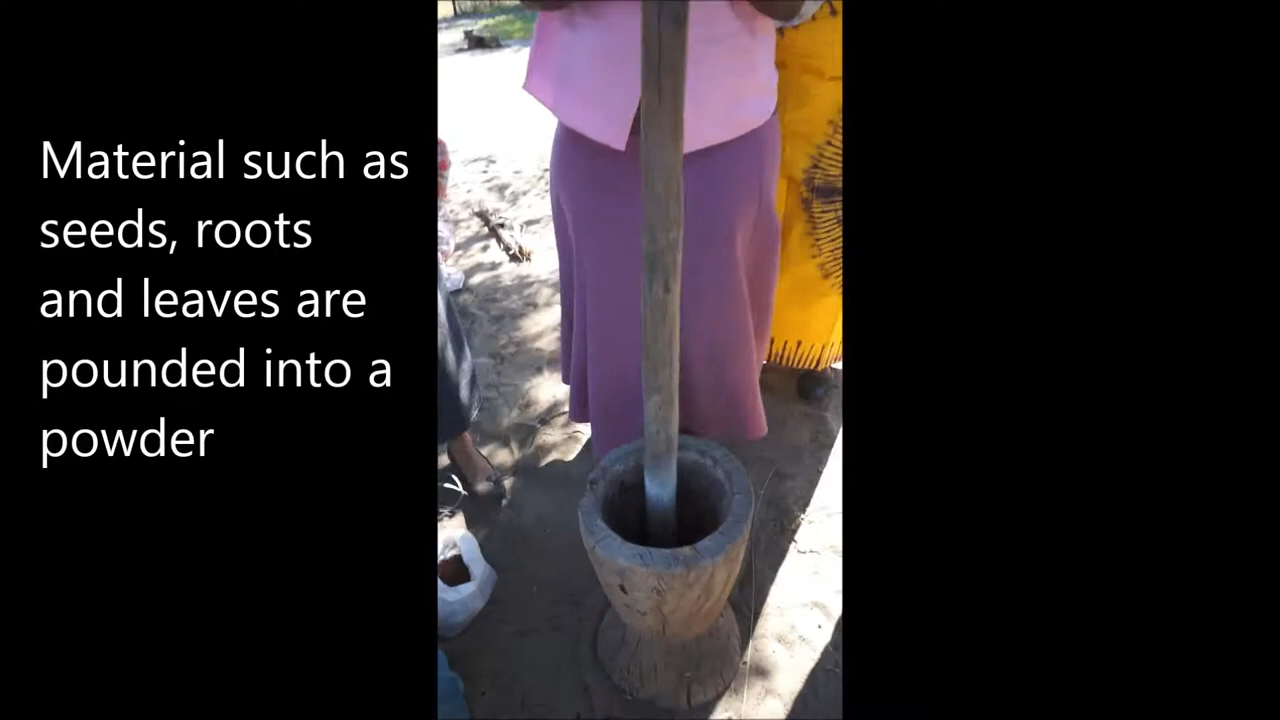 Material such as
seeds, roots
and leaves are
pounded into a
powder